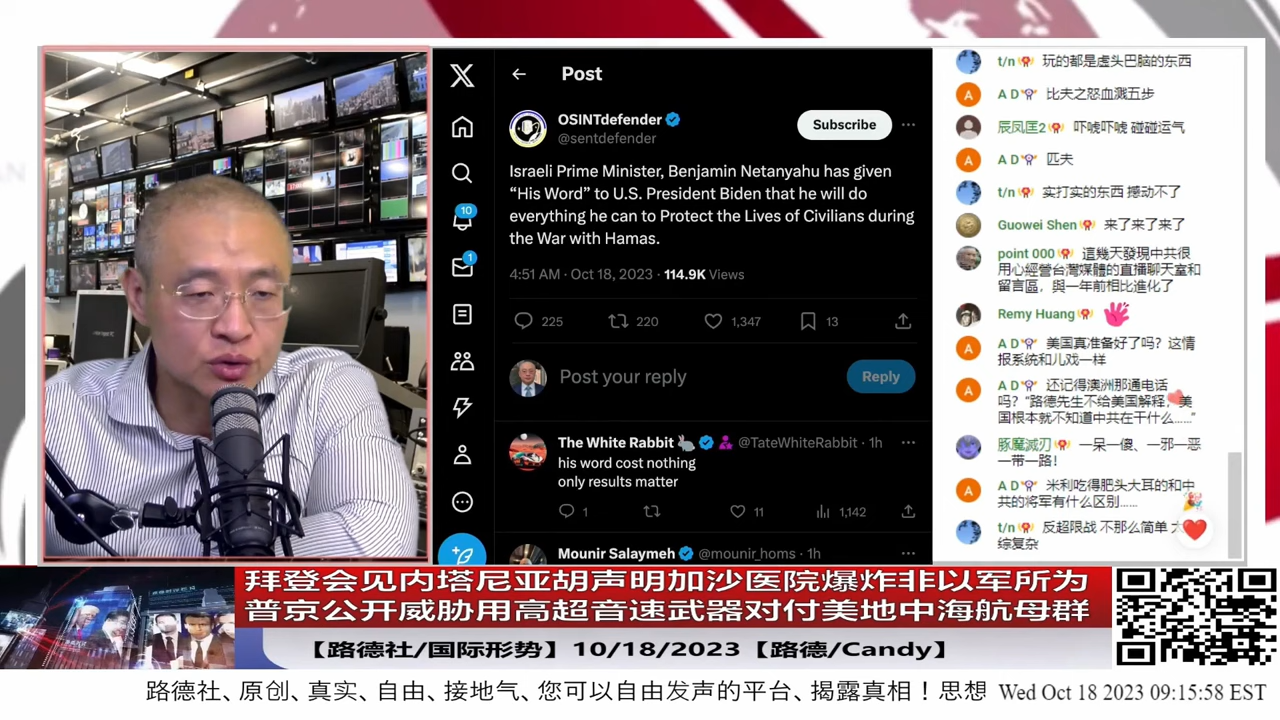 Post
OSINTdefender
@sentdefender
Subscribe
Israeli Prime Minister, Benjamin Netanyahu has given
“His Word” to U.S. President Biden that he will do
everything he can to Protect the Lives of Civilians during
the War with Hamas.
4:51 AM · Oct 18, 2023 · 114.9K Views
225 220 1,347 13
Post your reply
Reply
The White Rabbit @TateWhiteRabbit · 1h
his word cost nothing
only results matter
1 11 1,142
Mounir Salaymeh @mounir_homs · 1h
10
1
t/n 玩的都是虚头巴脑的东西
A D 比夫之怒血溅五步
辰凤匡2 吓唬吓唬 碰碰运气
A D 匹夫
t/n 实打实的东西 撼动不了
Guowei Shen 来了来了来了
point 000 這幾天發現中共很
用心經營台灣媒體的直播聊天室和
留言區，與一年前相比進化了
Remy Huang
A D 美国真准备好了吗？这情
报系统和儿戏一样
A D 还记得澳洲那通电话
吗？“路德先生不给美国解释，美
国根本就不知道中共在干什么……”
豚魔滅刃 一呆一傻、一邪一恶
一带一路！
A D 米利吃得肥头大耳的和中
共的将军有什么区别……
t/n 反超限战 不那么简单 大
综复杂
拜登会见内塔尼亚胡声明加沙医院爆炸非以军所为
普京公开威胁用高超音速武器对付美地中海航母群
【路德社/国际形势】10/18/2023【路德/Candy】
路德社、原创、真实、自由、接地气、您可以自由发声的平台、揭露真相！思想
Wed Oct 18 2023 09:15:58 EST